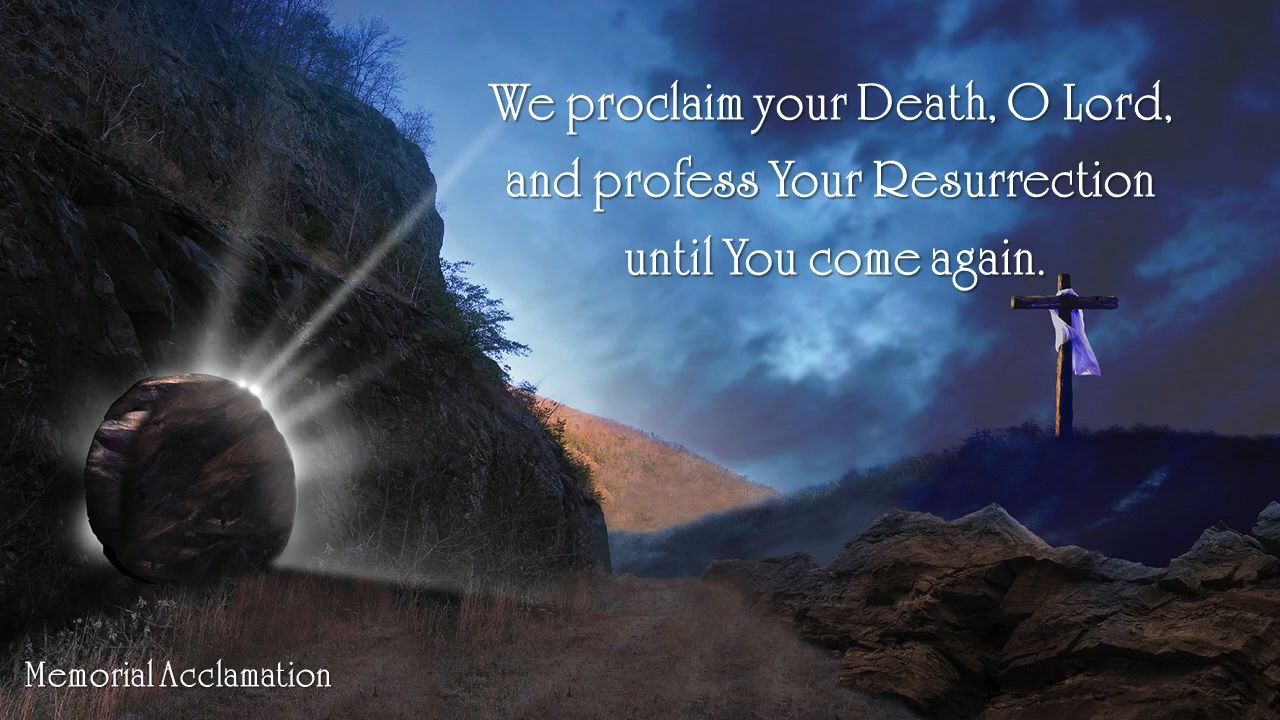 We proclaim your Death, O Lord,
and profess Your Resurrection
until You come again.
Memorial Acclamation